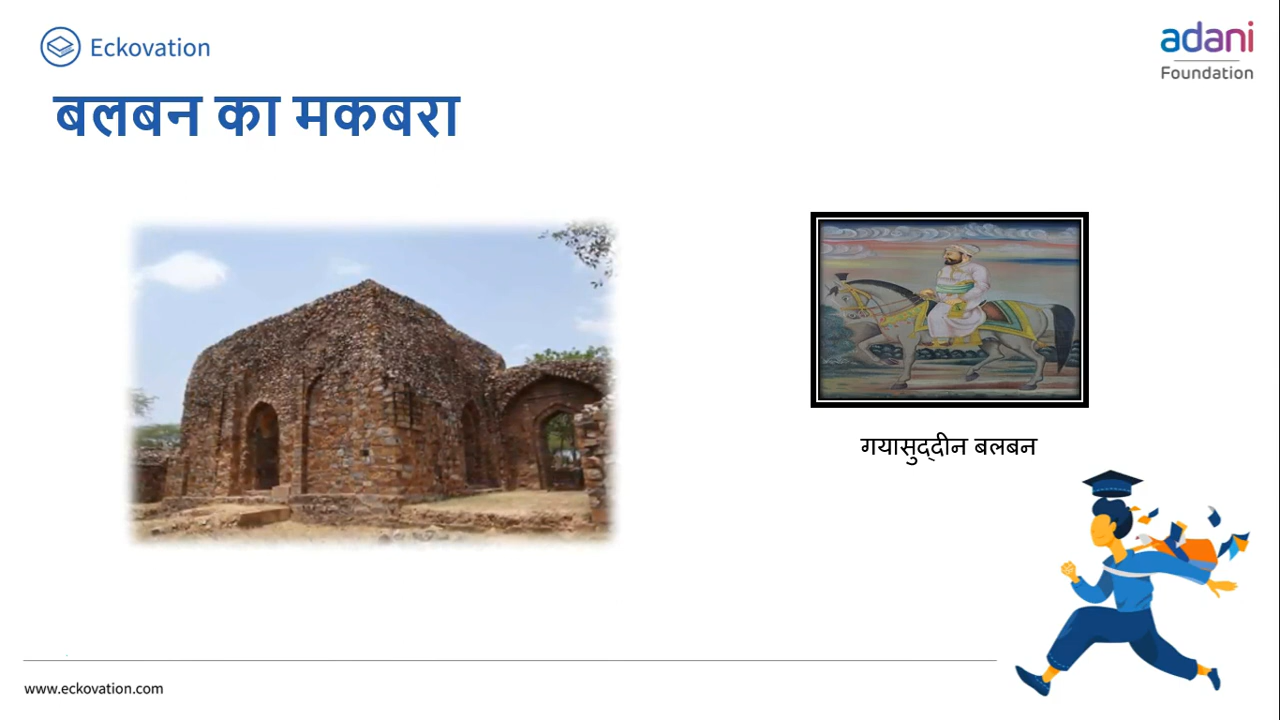 Eckovation
adani
Foundation
बलबन का मकबरा
गयासुद्दीन बलबन
www.eckovation.com